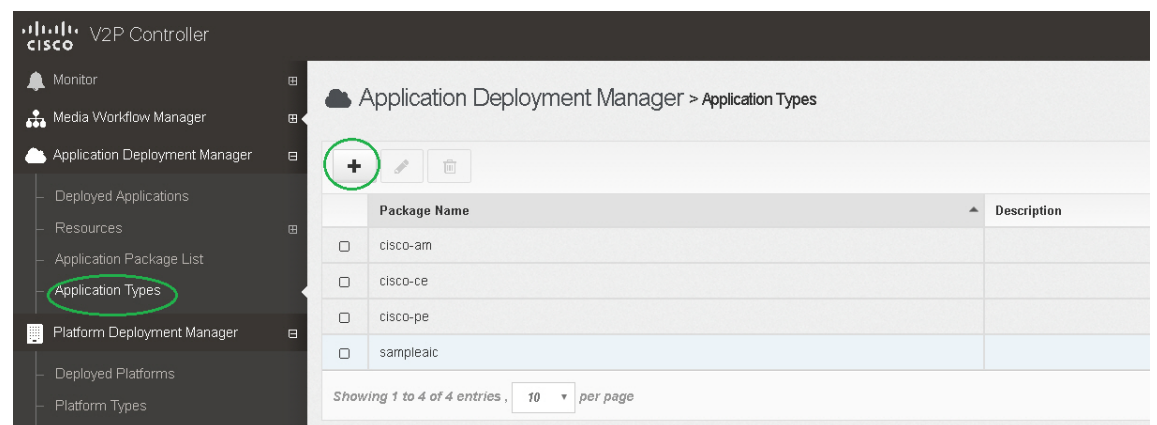 CISCO V2P Controller
Monitor
Media Workflow Manager
Application Deployment Manager
Deployed Applications
Resources
Application Package List
Application Types
Platform Deployment Manager
Deployed Platforms
Platform Types
Application Deployment Manager > Application Types
Package Name Description
cisco-am
cisco-ce
cisco-pe
sampleaic
Showing 1 to 4 of 4 entries , 10 per page